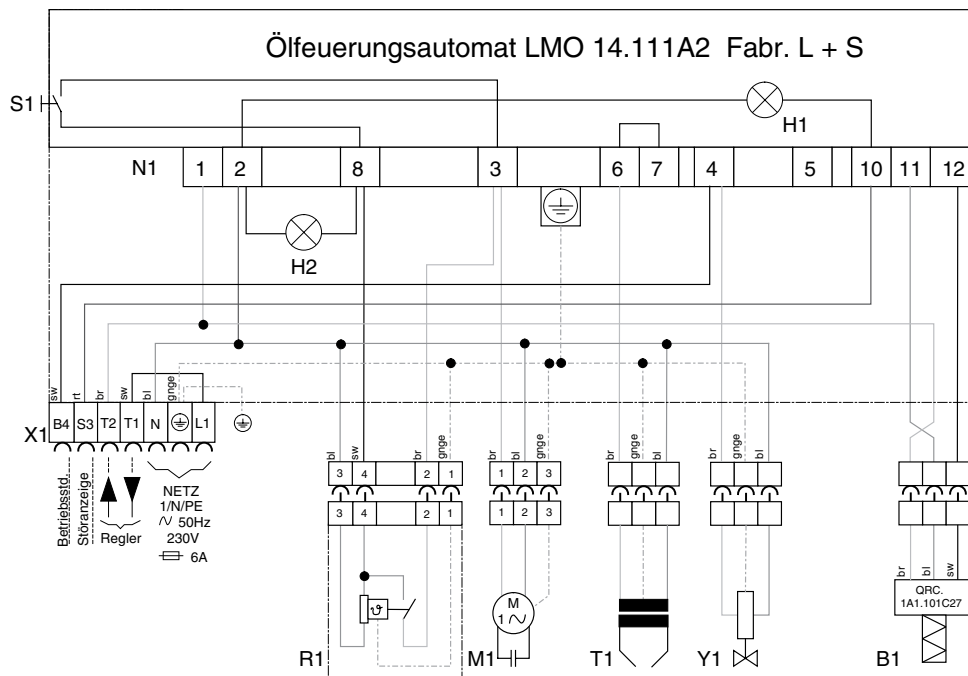 Ölfeuerungsautomat LMO 14.111A2 Fabr. L + S
S1
H1
N1 1 2 8 3 6 7 4 5 10 11 12
H2
sw rt br sw bl gnge
X1 B4 S3 T2 T1 N L1
Betriebsstd.
Störanzeige
Regler
NETZ
1/N/PE
∿ 50Hz
230V
6A
bl sw gnge br bl gnge br gnge bl br gnge bl
3 4 2 1 1 2 3
3 4 2 1 1 2 3
br bl sw
QRC.
1A1.101C27
M
1 ∿
ϑ
R1 M1 T1 Y1 B1